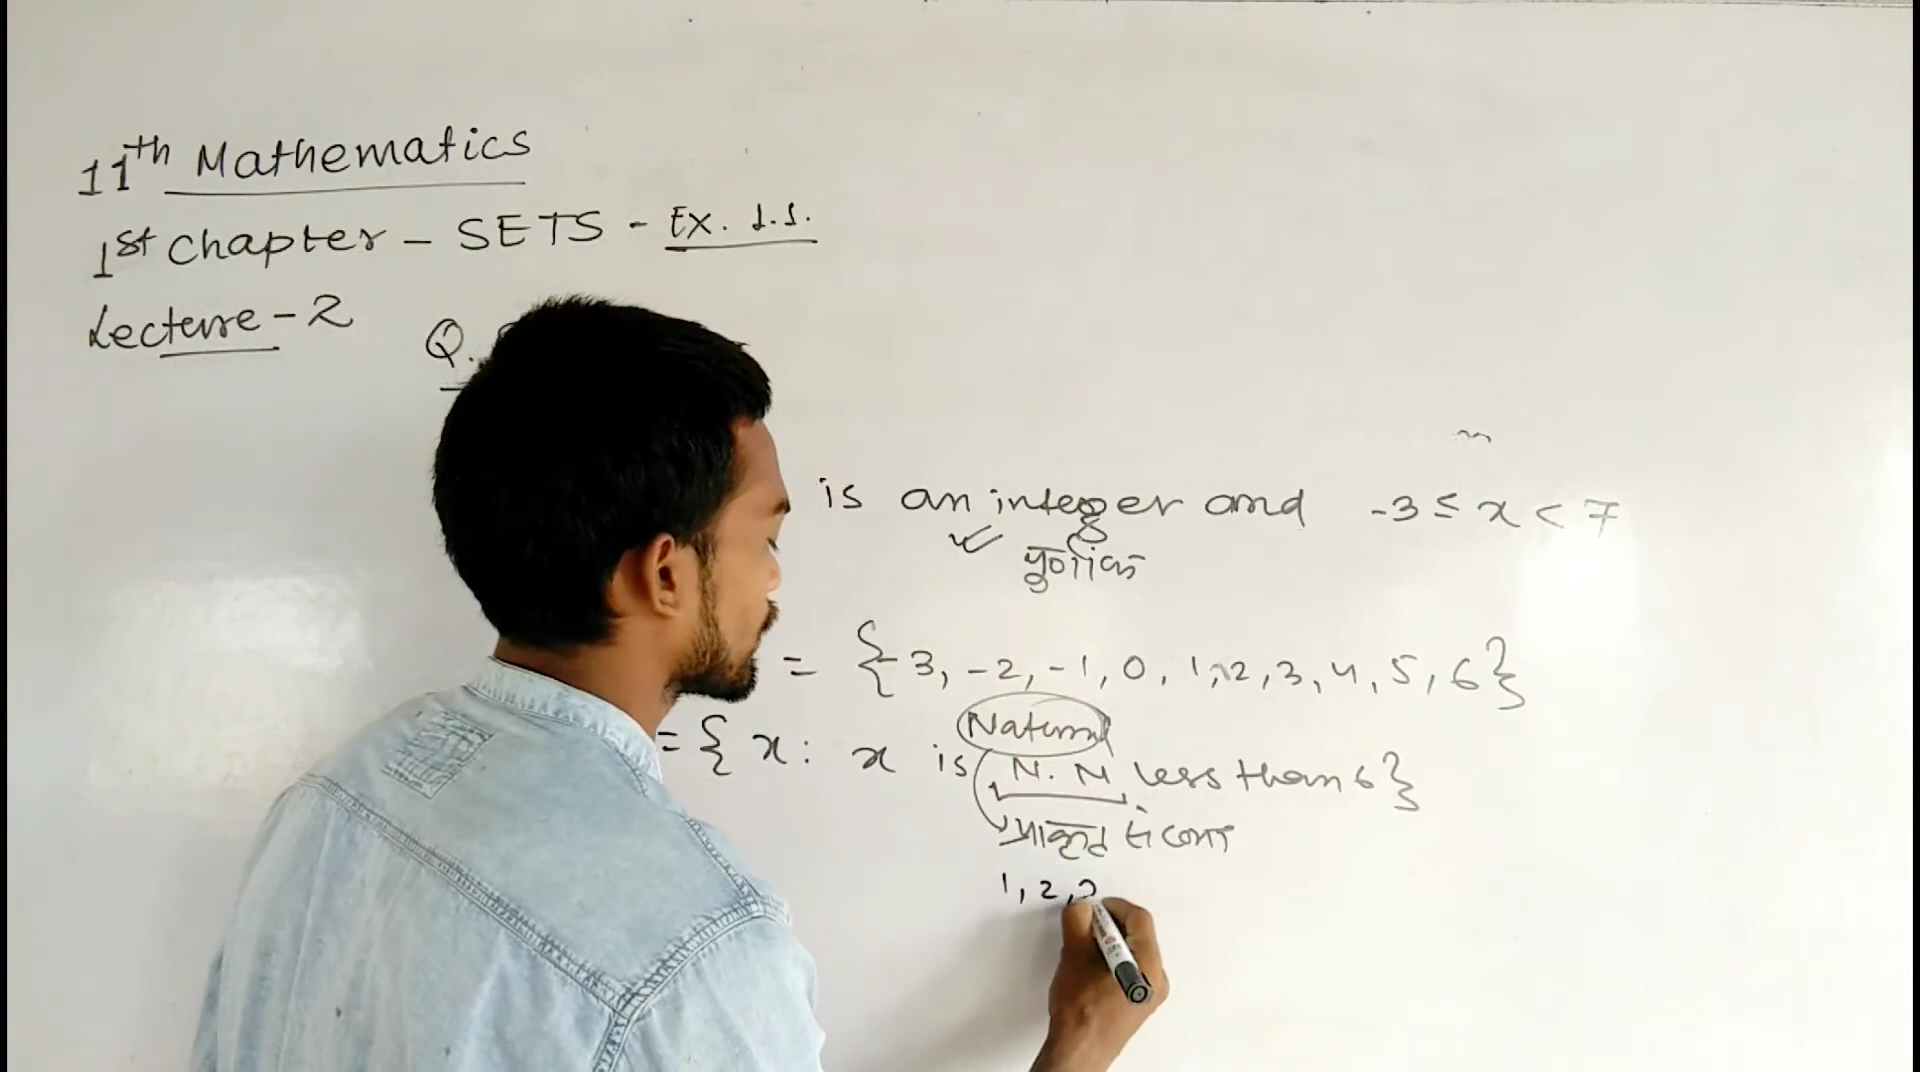 11th Mathematics
1st Chapter - SETS - Ex. 1.1.
Lecture - 2
Q.
is an integer and -3 ≤ x < 7
पूर्णांक
= {-3, -2, -1, 0, 1, 2, 3, 4, 5, 6}
Natural
= { x : x is N. N less than 6}
प्राकृत संख्या
1, 2, 3